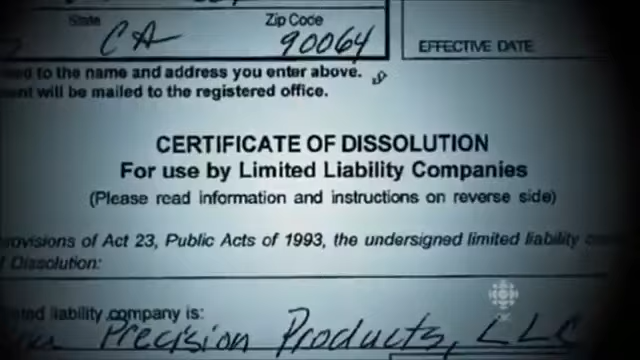 State Zip Code
CA 90064
EFFECTIVE DATE
to the name and address you enter above.
will be mailed to the registered office.
CERTIFICATE OF DISSOLUTION
For use by Limited Liability Companies
(Please read information and instructions on reverse side)
of Act 23, Public Acts of 1993, the undersigned limited liability
Dissolution:
liability company is:
Precision Products, LLC